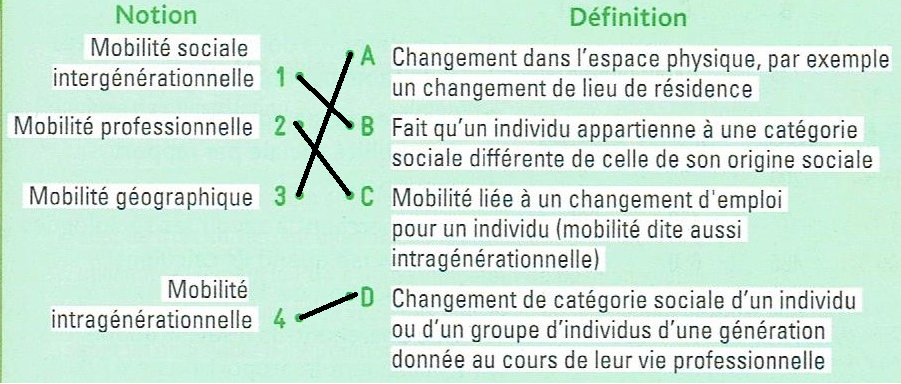 Notion
Définition
Mobilité sociale
intergénérationnelle 1
Mobilité professionnelle 2
Mobilité géographique 3
Mobilité
intragénérationnelle 4
A Changement dans l'espace physique, par exemple
un changement de lieu de résidence
B Fait qu'un individu appartienne à une catégorie
sociale différente de celle de son origine sociale
C Mobilité liée à un changement d'emploi
pour un individu (mobilité dite aussi
intragénérationnelle)
D Changement de catégorie sociale d'un individu
ou d'un groupe d'individus d'une génération
donnée au cours de leur vie professionnelle